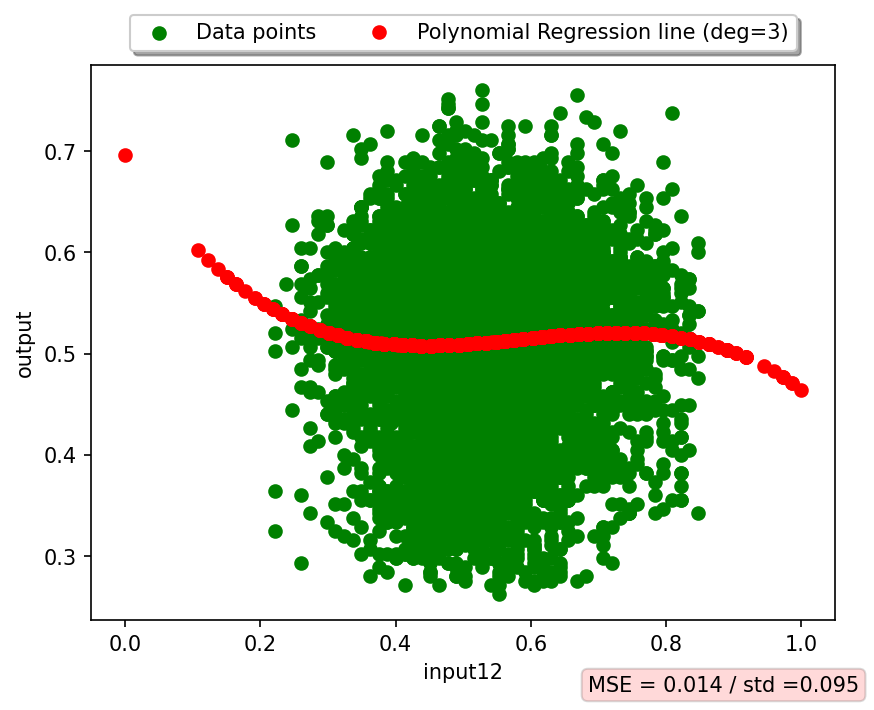 Data points Polynomial Regression line (deg=3)
0.7
0.6
0.5
0.4
0.3
output
0.0 0.2 0.4 0.6 0.8 1.0
input12
MSE = 0.014 / std =0.095